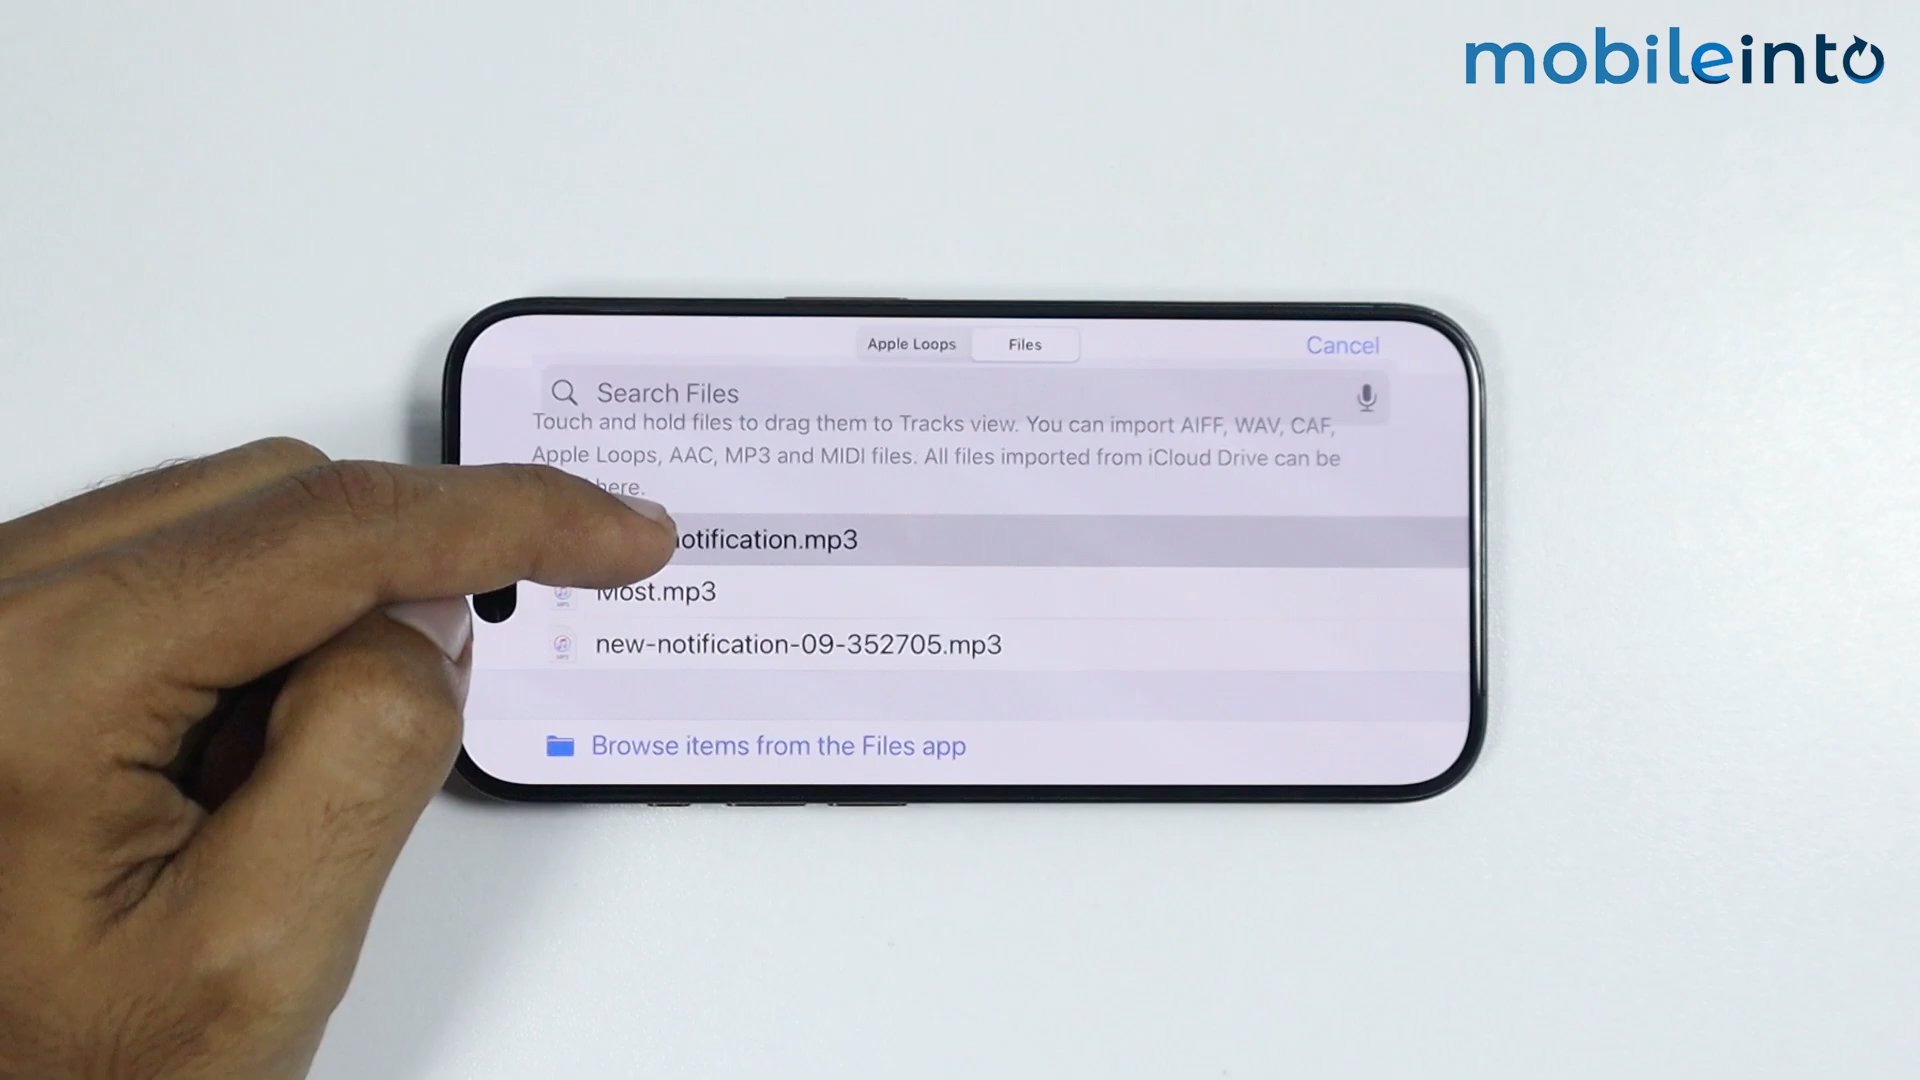 mobileinto
Apple Loops Files Cancel
Search Files
Touch and hold files to drag them to Tracks view. You can import AIFF, WAV, CAF,
Apple Loops, AAC, MP3 and MIDI files. All files imported from iCloud Drive can be
here.
otification.mp3
Most.mp3
new-notification-09-352705.mp3
Browse items from the Files app